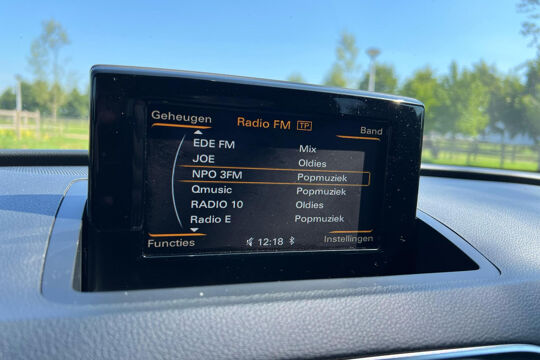 Geheugen Radio FM TP Band
EDE FM Mix
JOE Oldies
NPO 3FM Popmuziek
Qmusic Popmuziek
RADIO 10 Oldies
Radio E Popmuziek
Functies 12:18 Instellingen